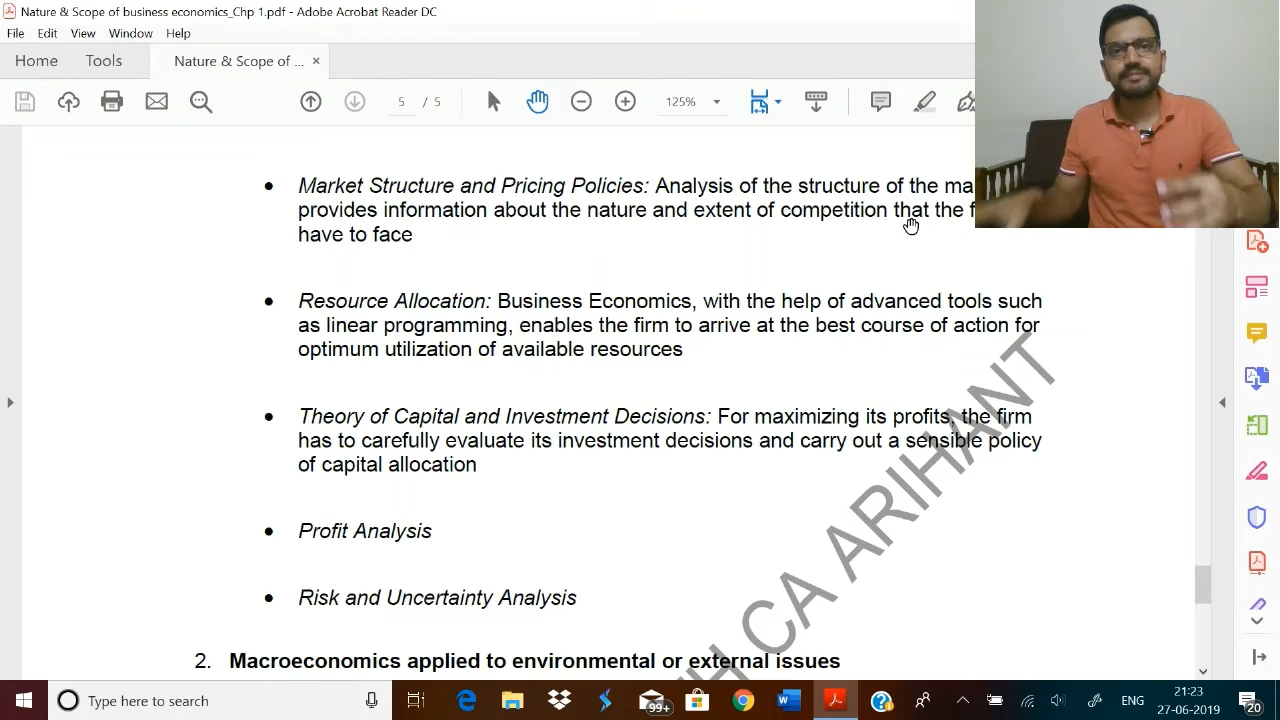 Nature & Scope of business economics_Chp 1.pdf - Adobe Acrobat Reader DC
File Edit View Window Help
Home Tools Nature & Scope of ... ×
5 / 5 125%
• Market Structure and Pricing Policies: Analysis of the structure of the
provides information about the nature and extent of competition that the
have to face
• Resource Allocation: Business Economics, with the help of advanced tools such
as linear programming, enables the firm to arrive at the best course of action for
optimum utilization of available resources
• Theory of Capital and Investment Decisions: For maximizing its profits, the firm
has to carefully evaluate its investment decisions and carry out a sensible policy
of capital allocation
• Profit Analysis
• Risk and Uncertainty Analysis
2. Macroeconomics applied to environmental or external issues
CA ARIHANT
Type here to search
99+
ENG
21:23
27-06-2019
20